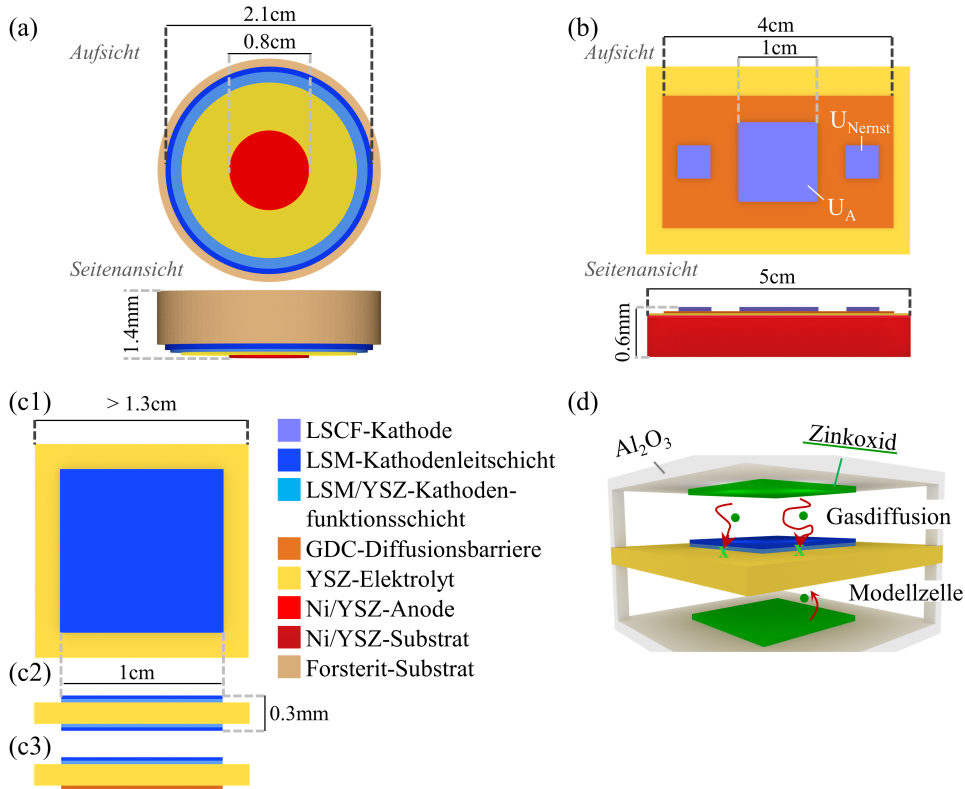 (a)
2.1cm
0.8cm
Aufsicht
Seitenansicht
1.4mm
(b)
4cm
1cm
Aufsicht
U_Nernst
U_A
Seitenansicht
5cm
0.6mm
(c1)
> 1.3cm
(c2)
1cm
0.3mm
(c3)
LSCF-Kathode
LSM-Kathodenleitschicht
LSM/YSZ-Kathoden-
funktionsschicht
GDC-Diffusionsbarriere
YSZ-Elektrolyt
Ni/YSZ-Anode
Ni/YSZ-Substrat
Forsterit-Substrat
(d)
Zinkoxid
Al₂O₃
Gasdiffusion
x x
Modellzelle